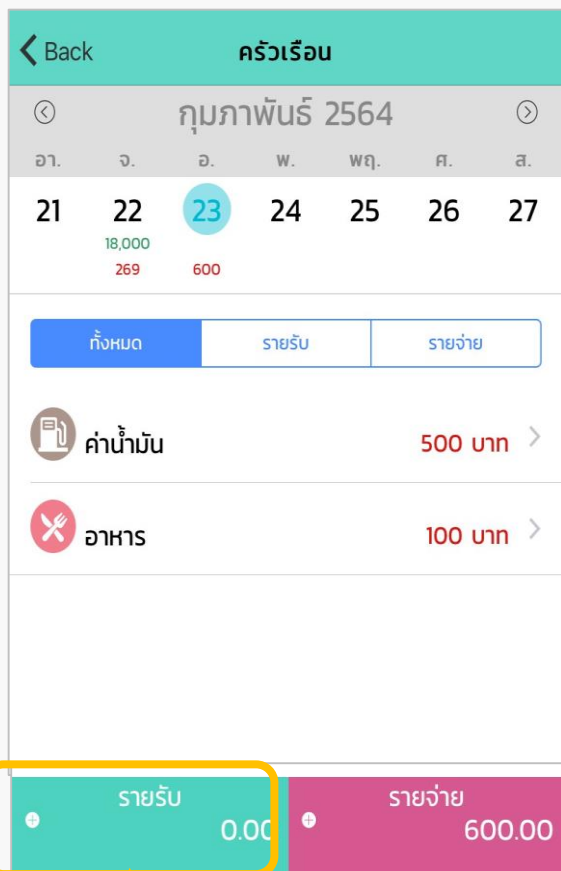 Back ครัวเรือน
กุมภาพันธ์ 2564
อา. จ. อ. พ. พฤ. ศ. ส.
21 22 23 24 25 26 27
18,000
269 600
ทั้งหมด รายรับ รายจ่าย
ค่าน้ำมัน 500 บาท
อาหาร 100 บาท
รายรับ รายจ่าย
0.00 600.00